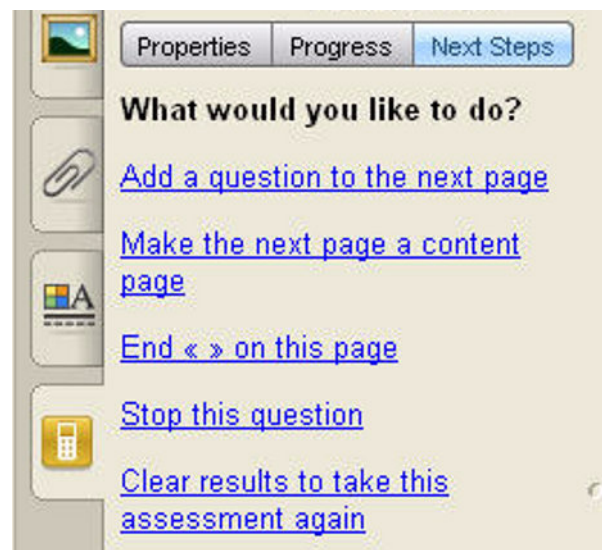 Properties Progress Next Steps
What would you like to do?
Add a question to the next page
Make the next page a content
page
A
End « » on this page
Stop this question
Clear results to take this
assessment again